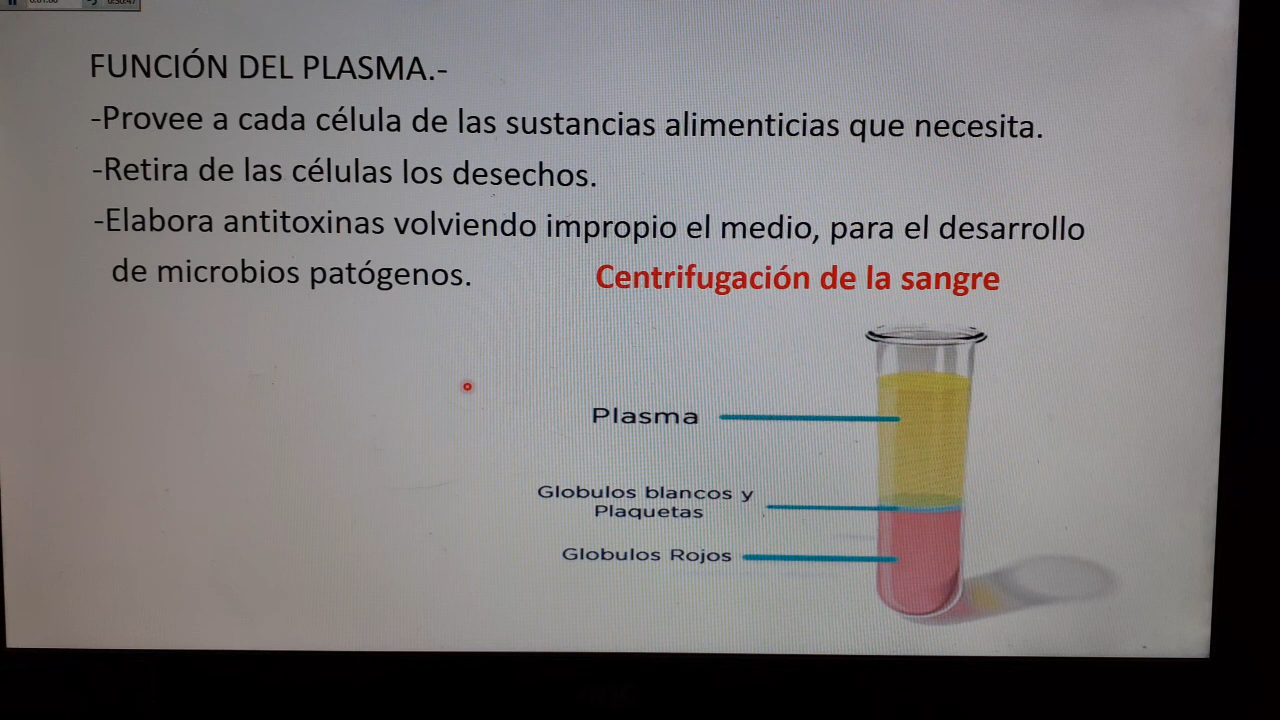 FUNCIÓN DEL PLASMA.-
-Provee a cada célula de las sustancias alimenticias que necesita.
-Retira de las células los desechos.
-Elabora antitoxinas volviendo impropio el medio, para el desarrollo
de microbios patógenos.
Centrifugación de la sangre
Plasma
Globulos blancos y
Plaquetas
Globulos Rojos